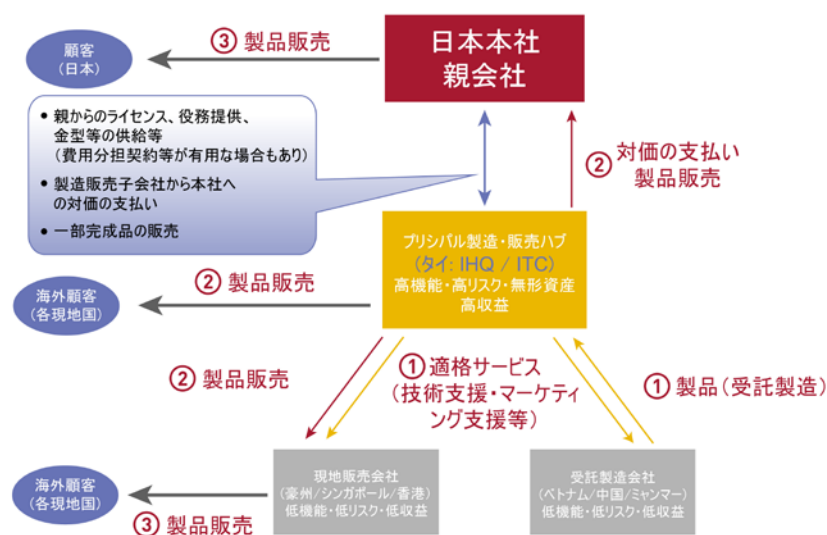 ③ 製品販売
顧客
(日本)
日本本社
親会社
• 親からのライセンス、役務提供、
金型等の供給等
(費用分担契約等が有用な場合もあり)
• 製造販売子会社から本社へ
の対価の支払い
• 一部完成品の販売
② 対価の支払い
製品販売
プリシパル製造・販売ハブ
(タイ: IHQ / ITC)
高機能・高リスク・無形資産
高収益
② 製品販売
海外顧客
(各現地国)
② 製品販売
① 適格サービス
(技術支援・マーケティ
ング支援等)
① 製品(受託製造)
現地販売会社
(豪州/シンガポール/香港)
低機能・低リスク・低収益
受託製造会社
(ベトナム/中国/ミャンマー)
低機能・低リスク・低収益
海外顧客
(各現地国)
③ 製品販売